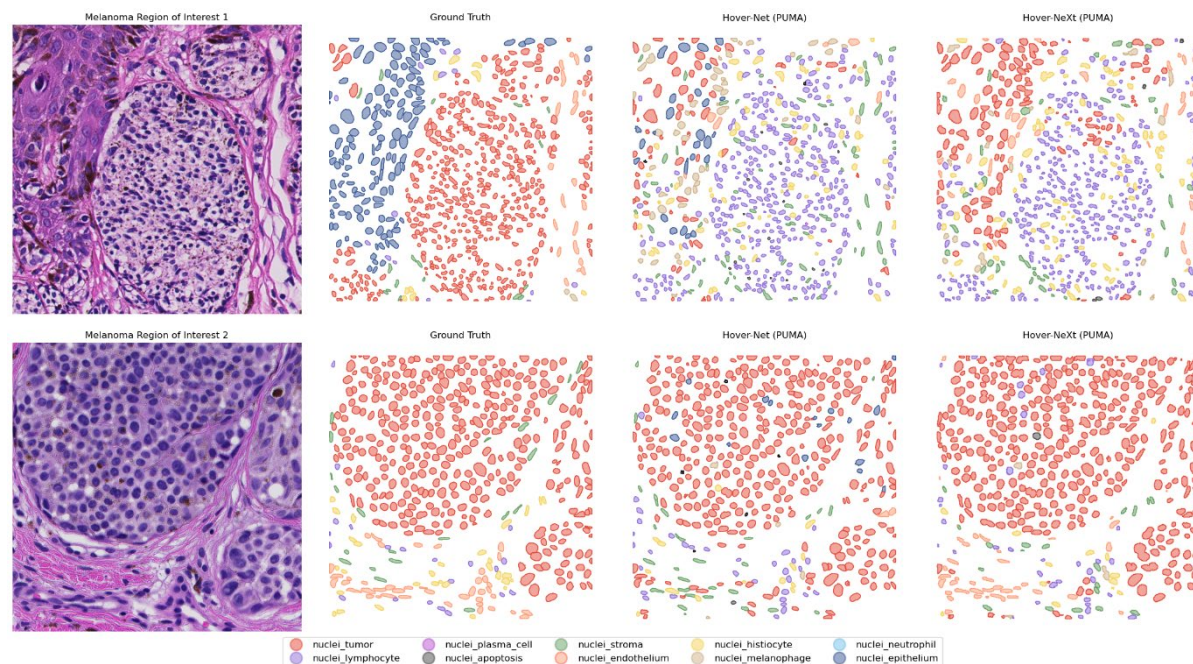 Melanoma Region of Interest 1
Ground Truth
Hover-Net (PUMA)
Hover-NeXt (PUMA)
Melanoma Region of Interest 2
Ground Truth
Hover-Net (PUMA)
Hover-NeXt (PUMA)
nuclei_tumor nuclei_plasma_cell nuclei_stroma nuclei_histiocyte nuclei_neutrophil
nuclei_lymphocyte nuclei_apoptosis nuclei_endothelium nuclei_melanophage nuclei_epithelium